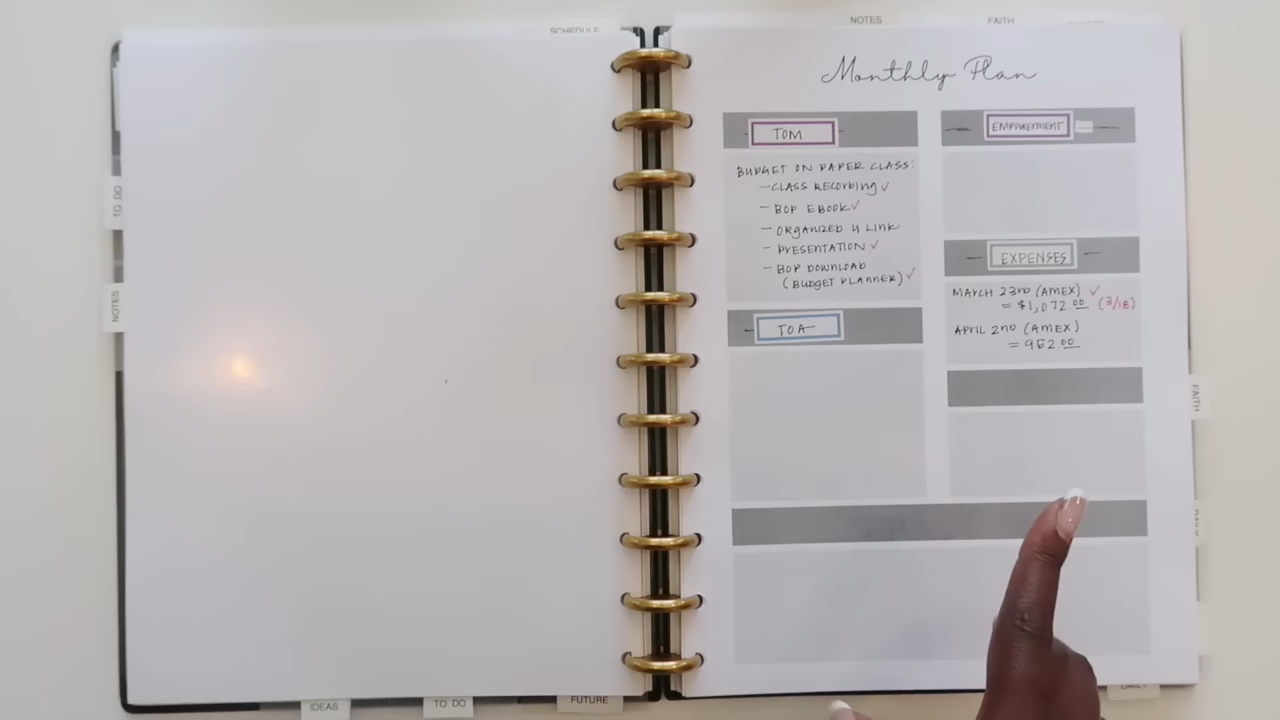 SCHEDULE
NOTES
FAITH
Monthly Plan
TOM
BUDGET ON PAPER CLASS:
- CLASS RECORDING ✓
- BOP EBOOK ✓
- ORGANIZED U LINK
- PRESENTATION ✓
- BOP DOWNLOAD
(BUDGET PLANNER) ✓
TOA
EMPOWERMENT
EXPENSES
MARCH 23RD (AMEX) ✓
= $1,072.00 (3/18)
APRIL 2ND (AMEX)
= 952.00
TO DO
NOTES
FAITH
IDEAS
TO DO
FUTURE